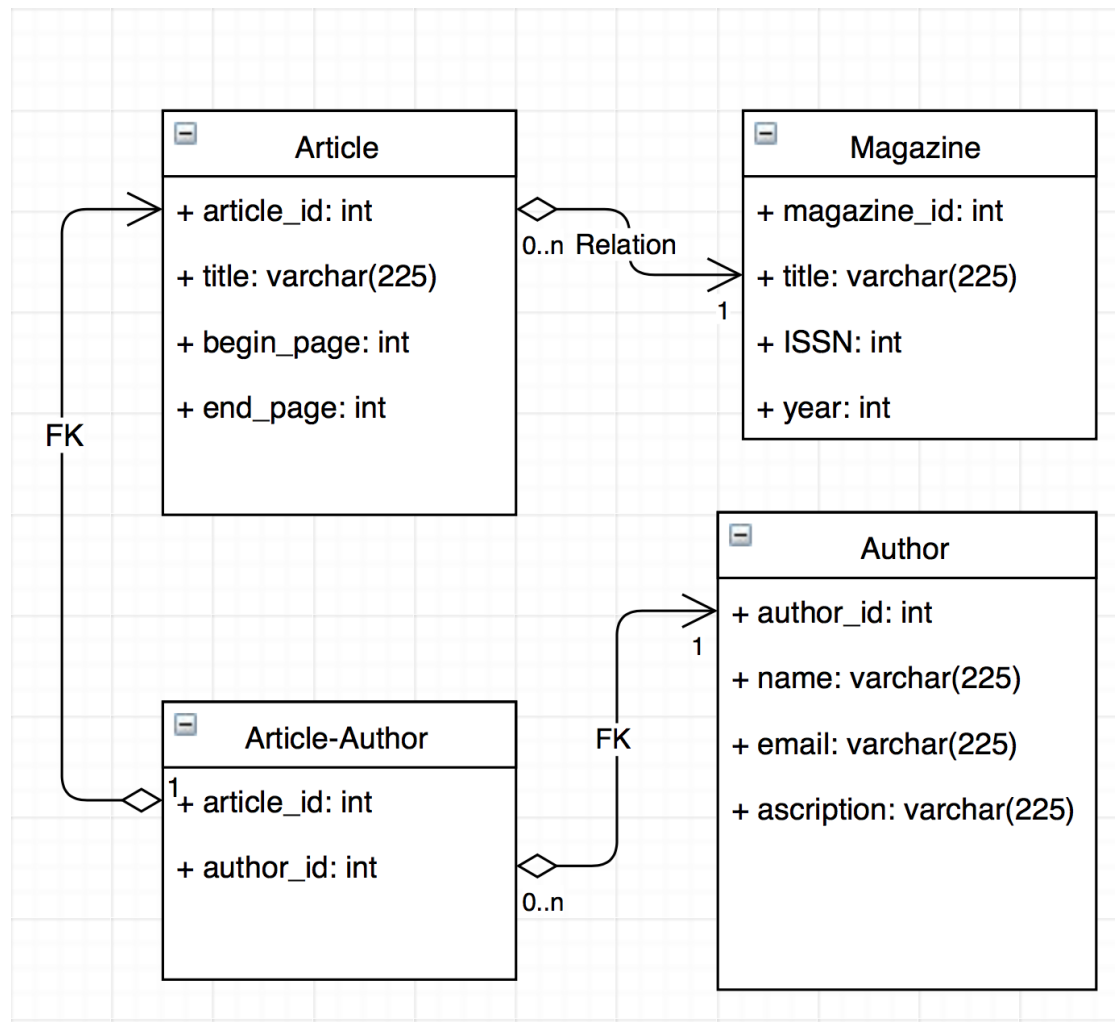 Article
+ article_id: int
+ title: varchar(225)
+ begin_page: int
+ end_page: int
0..n Relation
1
Magazine
+ magazine_id: int
+ title: varchar(225)
+ ISSN: int
+ year: int
FK
Article-Author
1
+ article_id: int
+ author_id: int
0..n
FK
1
Author
+ author_id: int
+ name: varchar(225)
+ email: varchar(225)
+ ascription: varchar(225)